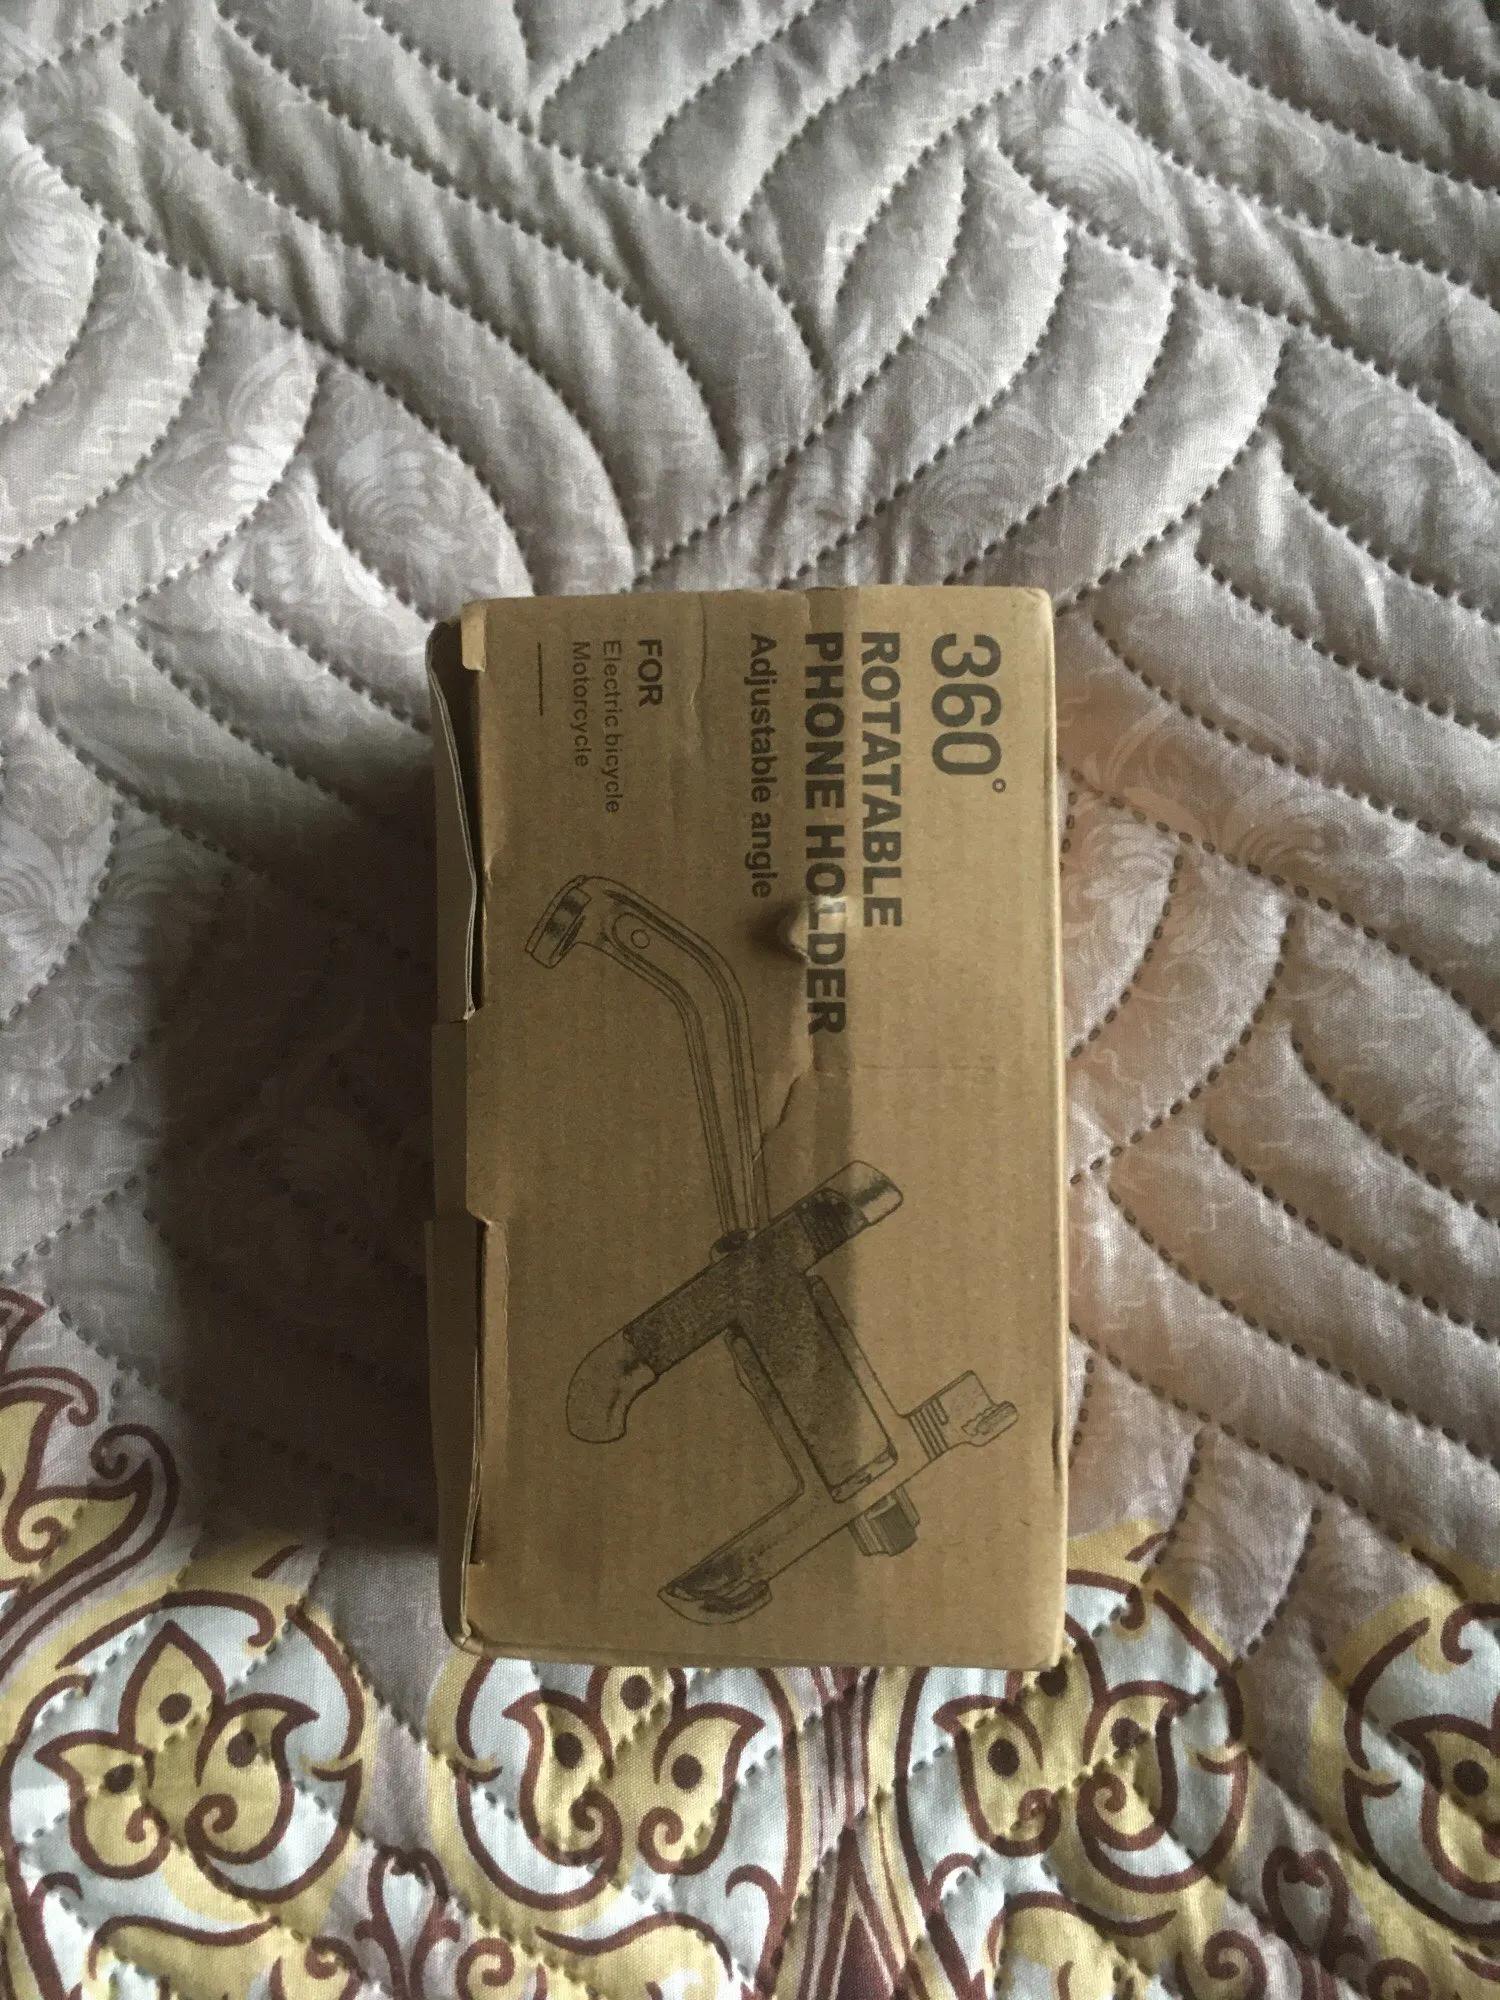 360°
ROTATABLE
PHONE HOLDER
Adjustable angle
FOR
Electric bicycle
Motorcycle